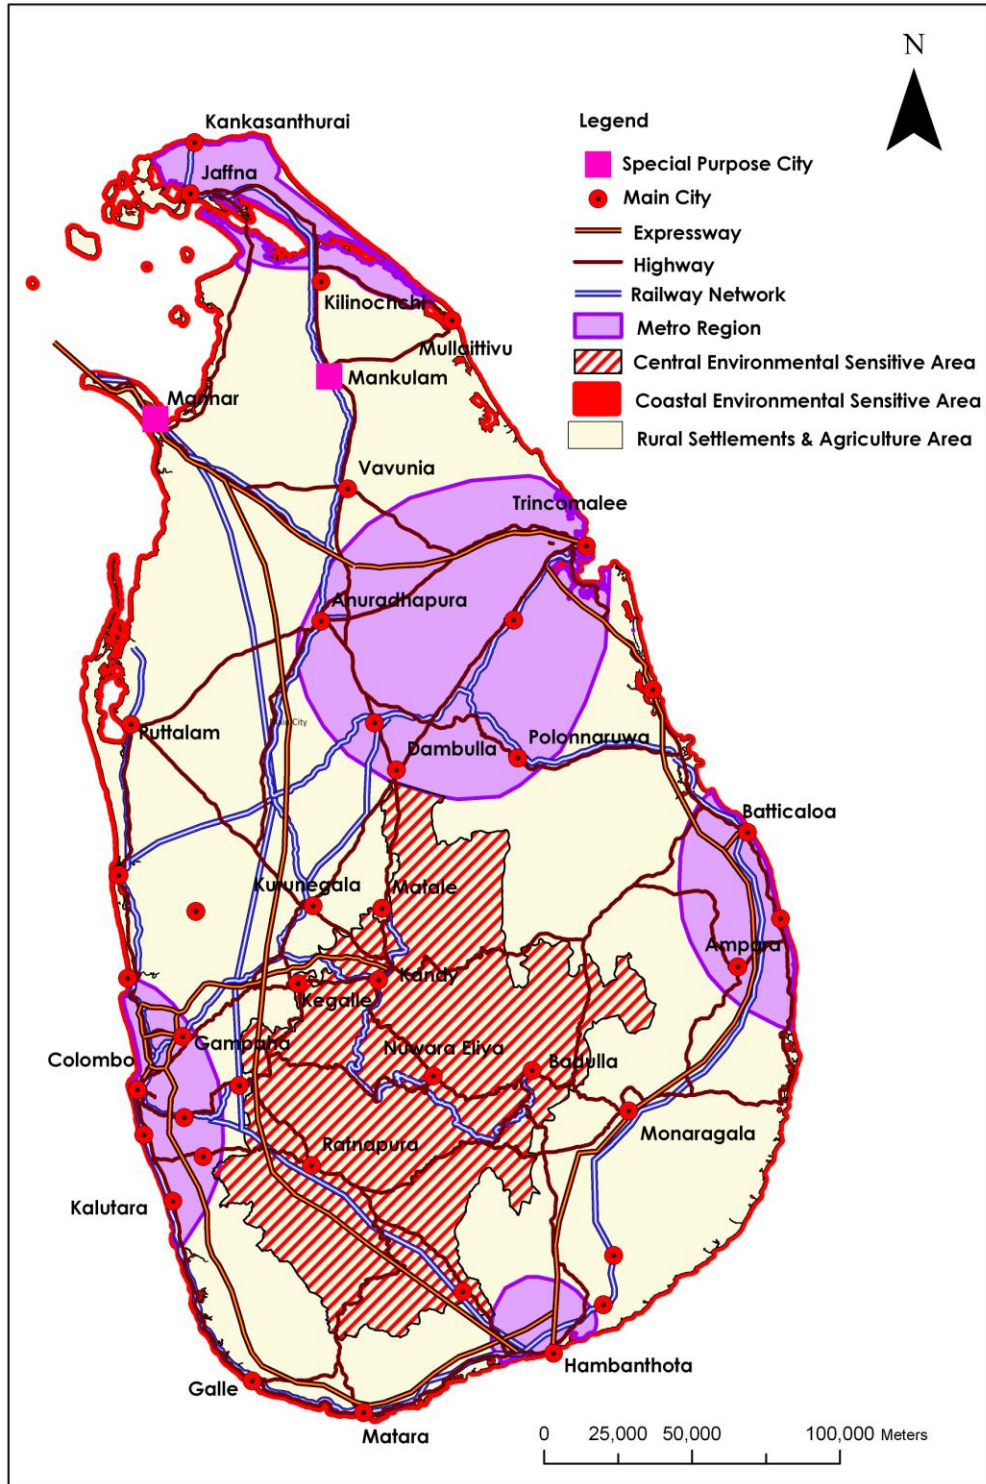 N
Kankasanthurai
Legend
Special Purpose City
Jaffna
Main City
Expressway
Highway
Kilinochchi
Railway Network
Metro Region
Mullaittivu
Central Environmental Sensitive Area
Mankulam
Mannar
Coastal Environmental Sensitive Area
Rural Settlements & Agriculture Area
Vavunia
Trincomalee
Anuradhapura
Main City
Puttalam
Dambulla
Polonnaruwa
Batticaloa
Kurunegala
Matale
Ampara
Kandy
Kegalle
Gampaha
Nuwara Eliya
Colombo
Badulla
Monaragala
Ratnapura
Kalutara
Hambanthota
Galle
Matara
0 25,000 50,000 100,000 Meters